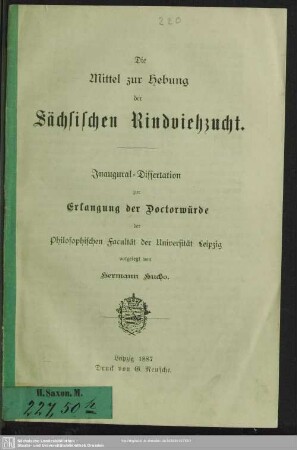 220
Die
Mittel zur Hebung
der
Sächsischen Rindviehzucht.
Inaugural-Dissertation
zur
Erlangung der Doctorwürde
der
Philosophischen Facultät der Universität Leipzig
vorgelegt von
Hermann
Leipzig 1887
Druck von G. Reusche.
H. Saxon. M.
227,50